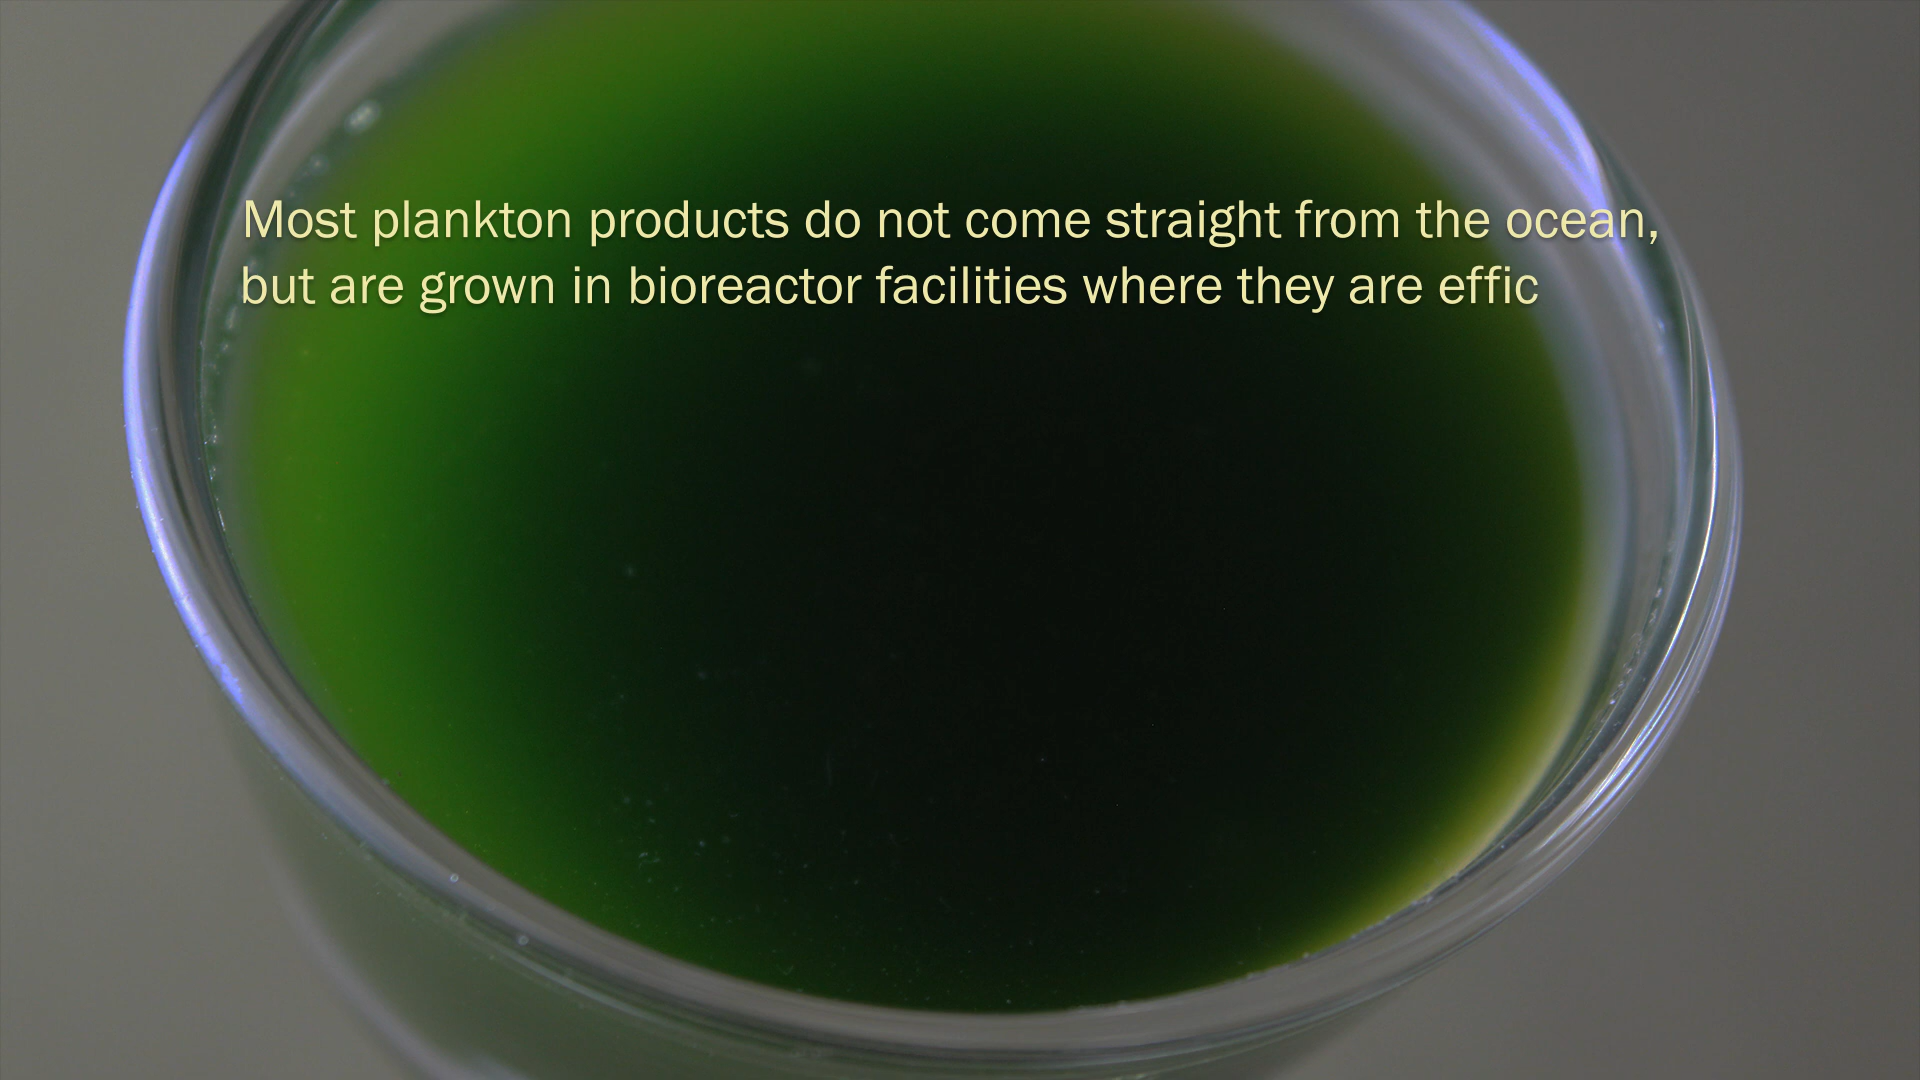 Most plankton products do not come straight from the ocean,
but are grown in bioreactor facilities where they are effic